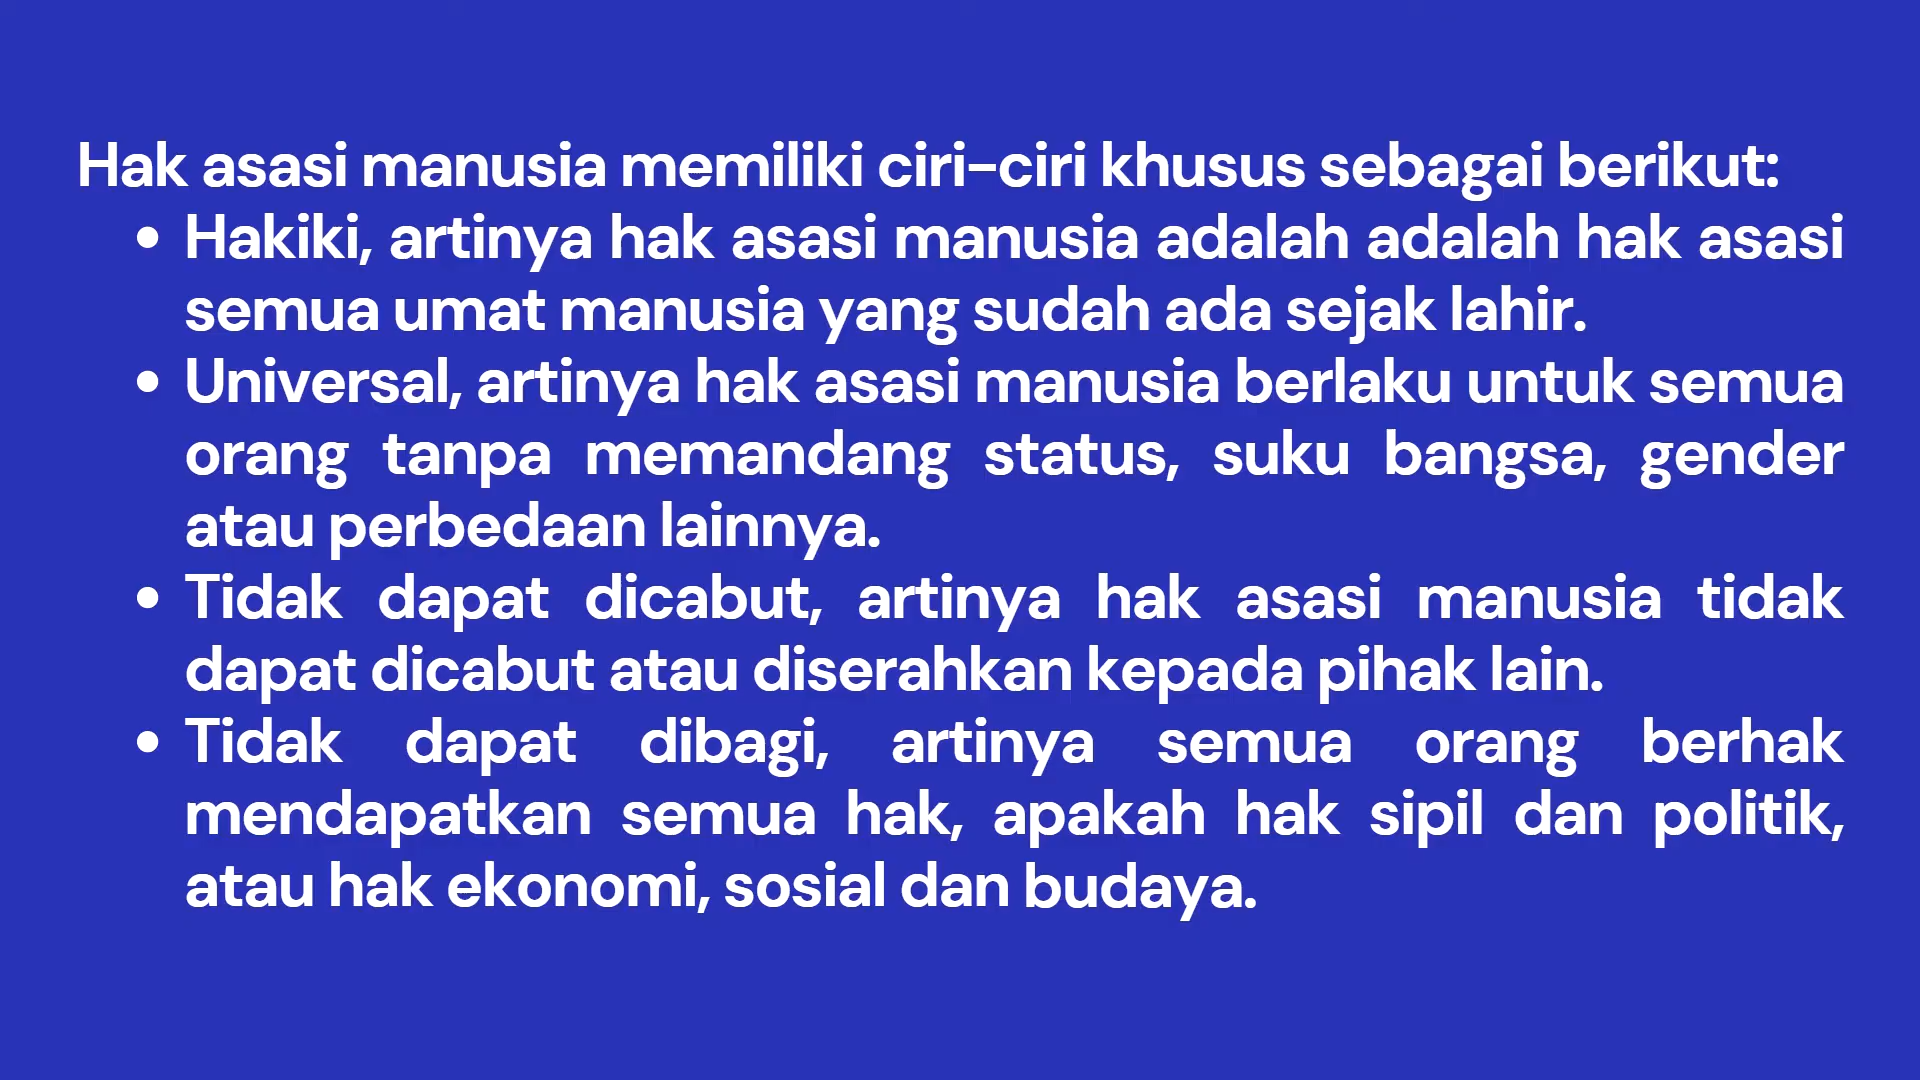 Hak asasi manusia memiliki ciri-ciri khusus sebagai berikut:
• Hakiki, artinya hak asasi manusia adalah adalah hak asasi
semua umat manusia yang sudah ada sejak lahir.
• Universal, artinya hak asasi manusia berlaku untuk semua
orang tanpa memandang status, suku bangsa, gender
atau perbedaan lainnya.
• Tidak dapat dicabut, artinya hak asasi manusia tidak
dapat dicabut atau diserahkan kepada pihak lain.
• Tidak dapat dibagi, artinya semua orang berhak
mendapatkan semua hak, apakah hak sipil dan politik,
atau hak ekonomi, sosial dan budaya.